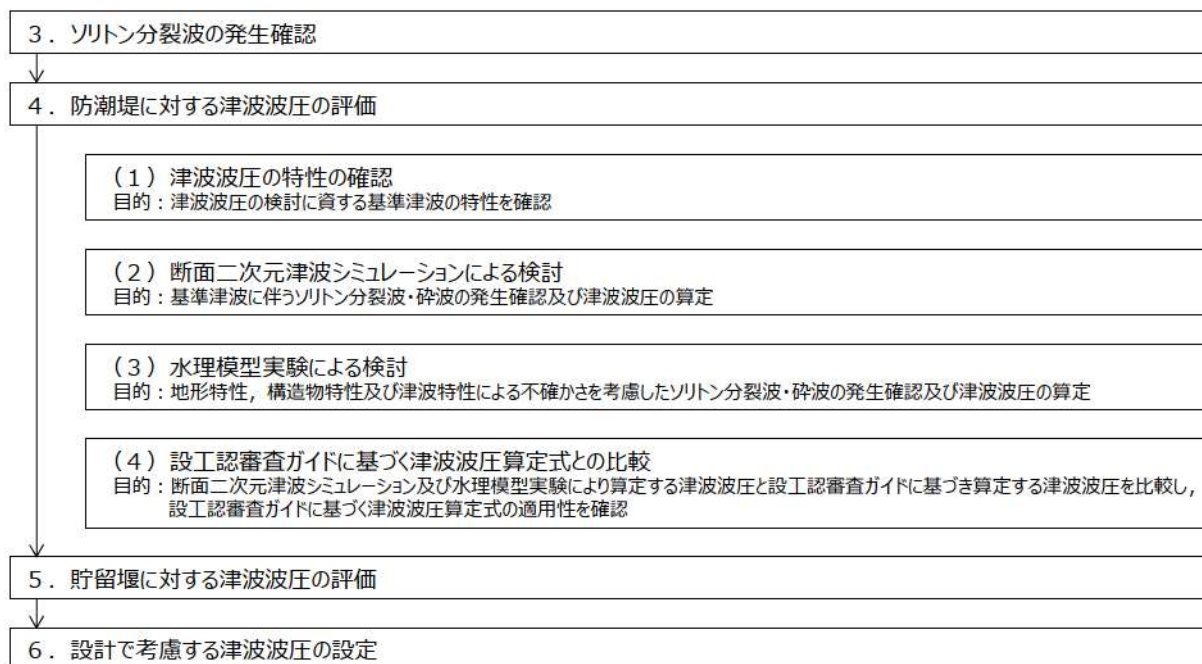 3．ソリトン分裂波の発生確認
4．防潮堤に対する津波波圧の評価
（1）津波波圧の特性の確認
目的：津波波圧の検討に資する基準津波の特性を確認
（2）断面二次元津波シミュレーションによる検討
目的：基準津波に伴うソリトン分裂波・砕波の発生確認及び津波波圧の算定
（3）水理模型実験による検討
目的：地形特性，構造物特性及び津波特性による不確かさを考慮したソリトン分裂波・砕波の発生確認及び津波波圧の算定
（4）設工認審査ガイドに基づく津波波圧算定式との比較
目的：断面二次元津波シミュレーション及び水理模型実験により算定する津波波圧と設工認審査ガイドに基づき算定する津波波圧を比較し，
設工認審査ガイドに基づく津波波圧算定式の適用性を確認
5．貯留堰に対する津波波圧の評価
6．設計で考慮する津波波圧の設定